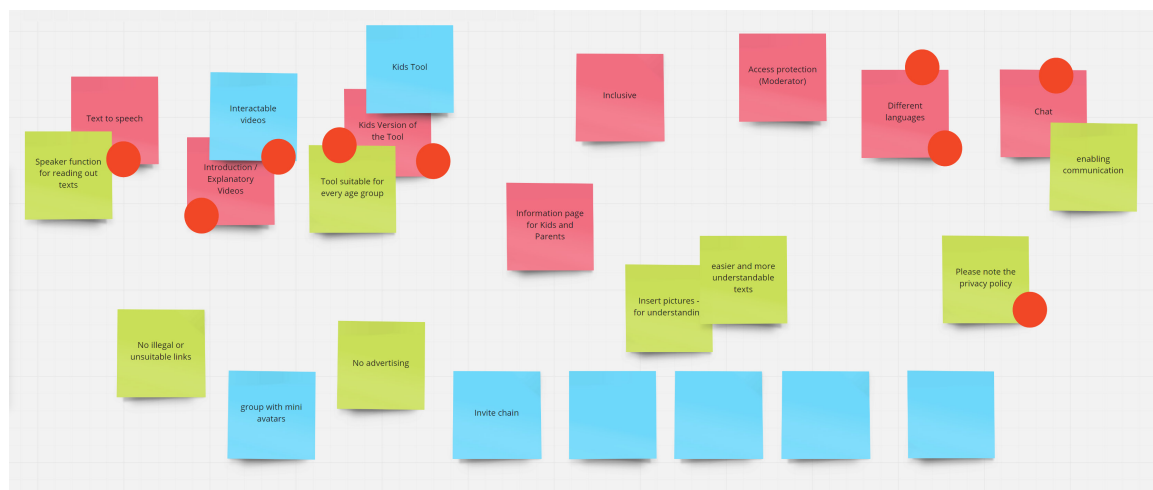 Kids Tool
Interactable
videos
Text to speech
Kids Version of
the Tool
Inclusive
Access protection
(Moderator)
Different
languages
Chat
Speaker function
for reading out
texts
Introduction /
Explanatory
Videos
Tool suitable for
every age group
enabling
communication
Information page
for Kids and
Parents
easier and more
understandable
texts
Insert pictures -
for understandin
Please note the
privacy policy
No illegal or
unsuitable links
No advertising
group with mini
avatars
Invite chain